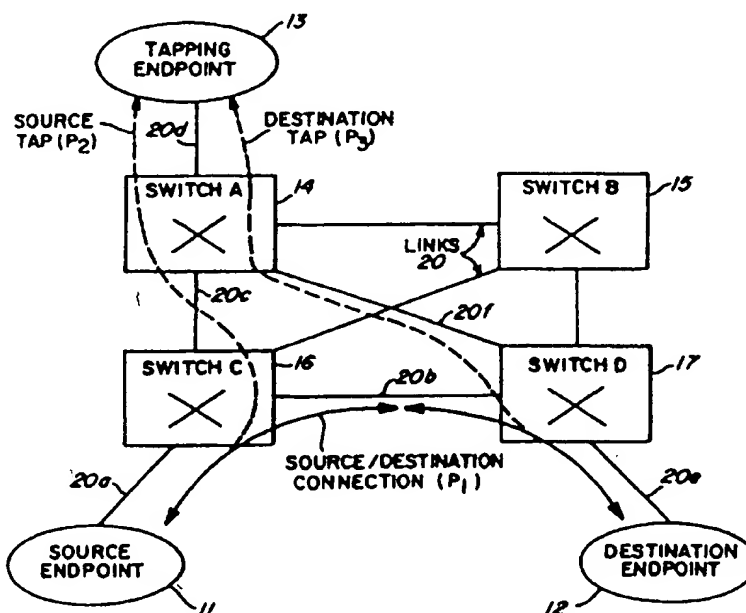 13
TAPPING
ENDPOINT
SOURCE
TAP (P2)
20d
DESTINATION
TAP (P3)
SWITCH A
14
SWITCH B
15
LINKS
20
20c
20f
SWITCH C
16
20b
SWITCH D
17
SOURCE/DESTINATION
CONNECTION (P1)
20a
20e
SOURCE
ENDPOINT
11
DESTINATION
ENDPOINT
12